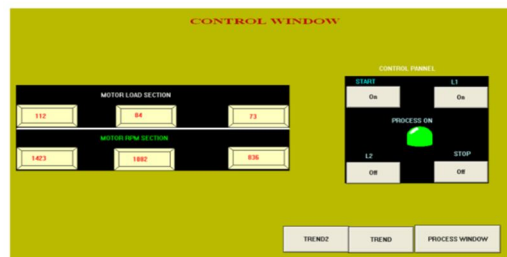 CONTROL WINDOW
CONTROL PANNEL
START L1
On On
MOTOR LOAD SECTION
112 84 73
PROCESS ON
MOTOR RPM SECTION
1423 1082 836
L2 STOP
Off Off
TREND2 TREND PROCESS WINDOW